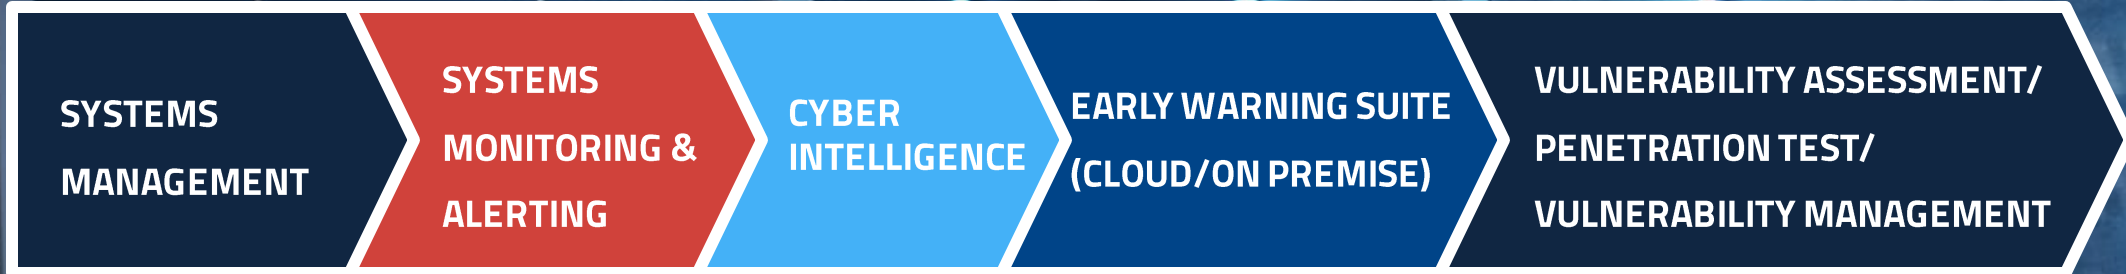 SYSTEMS
MANAGEMENT
SYSTEMS
MONITORING &
ALERTING
CYBER
INTELLIGENCE
EARLY WARNING SUITE
(CLOUD/ON PREMISE)
VULNERABILITY ASSESSMENT/
PENETRATION TEST/
VULNERABILITY MANAGEMENT